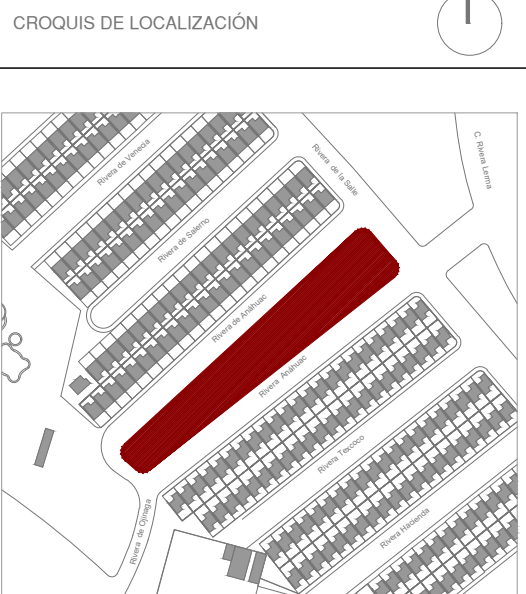 CROQUIS DE LOCALIZACIÓN
Rivera de Venecia
Rivera de la Salle
C. Rivera Lerma
Rivera de Salerno
Rivera de Anáhuac
Rivera Anáhuac
Rivera Texcoco
Rivera Hacienda
Rivera de Ojinaga